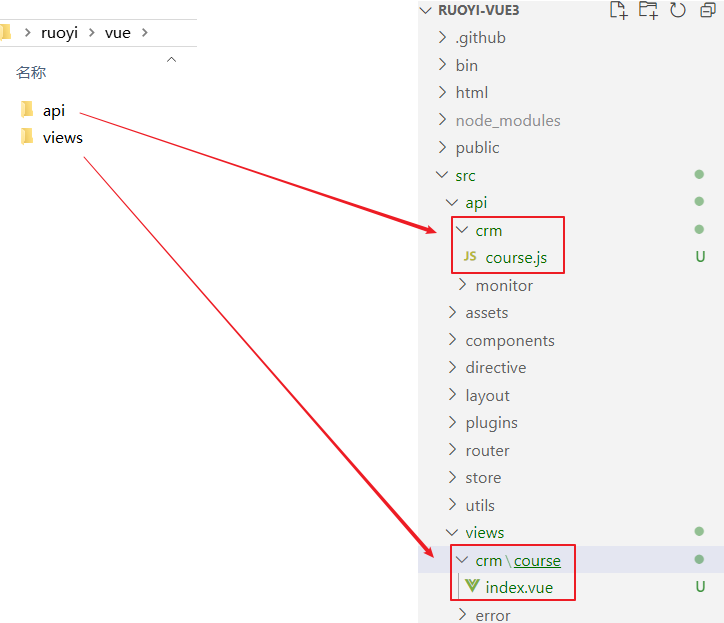 ruoyi > vue >
名称
api
views
RUOYI-VUE3
.github
bin
html
node_modules
public
src
api
crm
JS course.js U
monitor
assets
components
directive
layout
plugins
router
store
utils
views
crm \ course
index.vue U
error